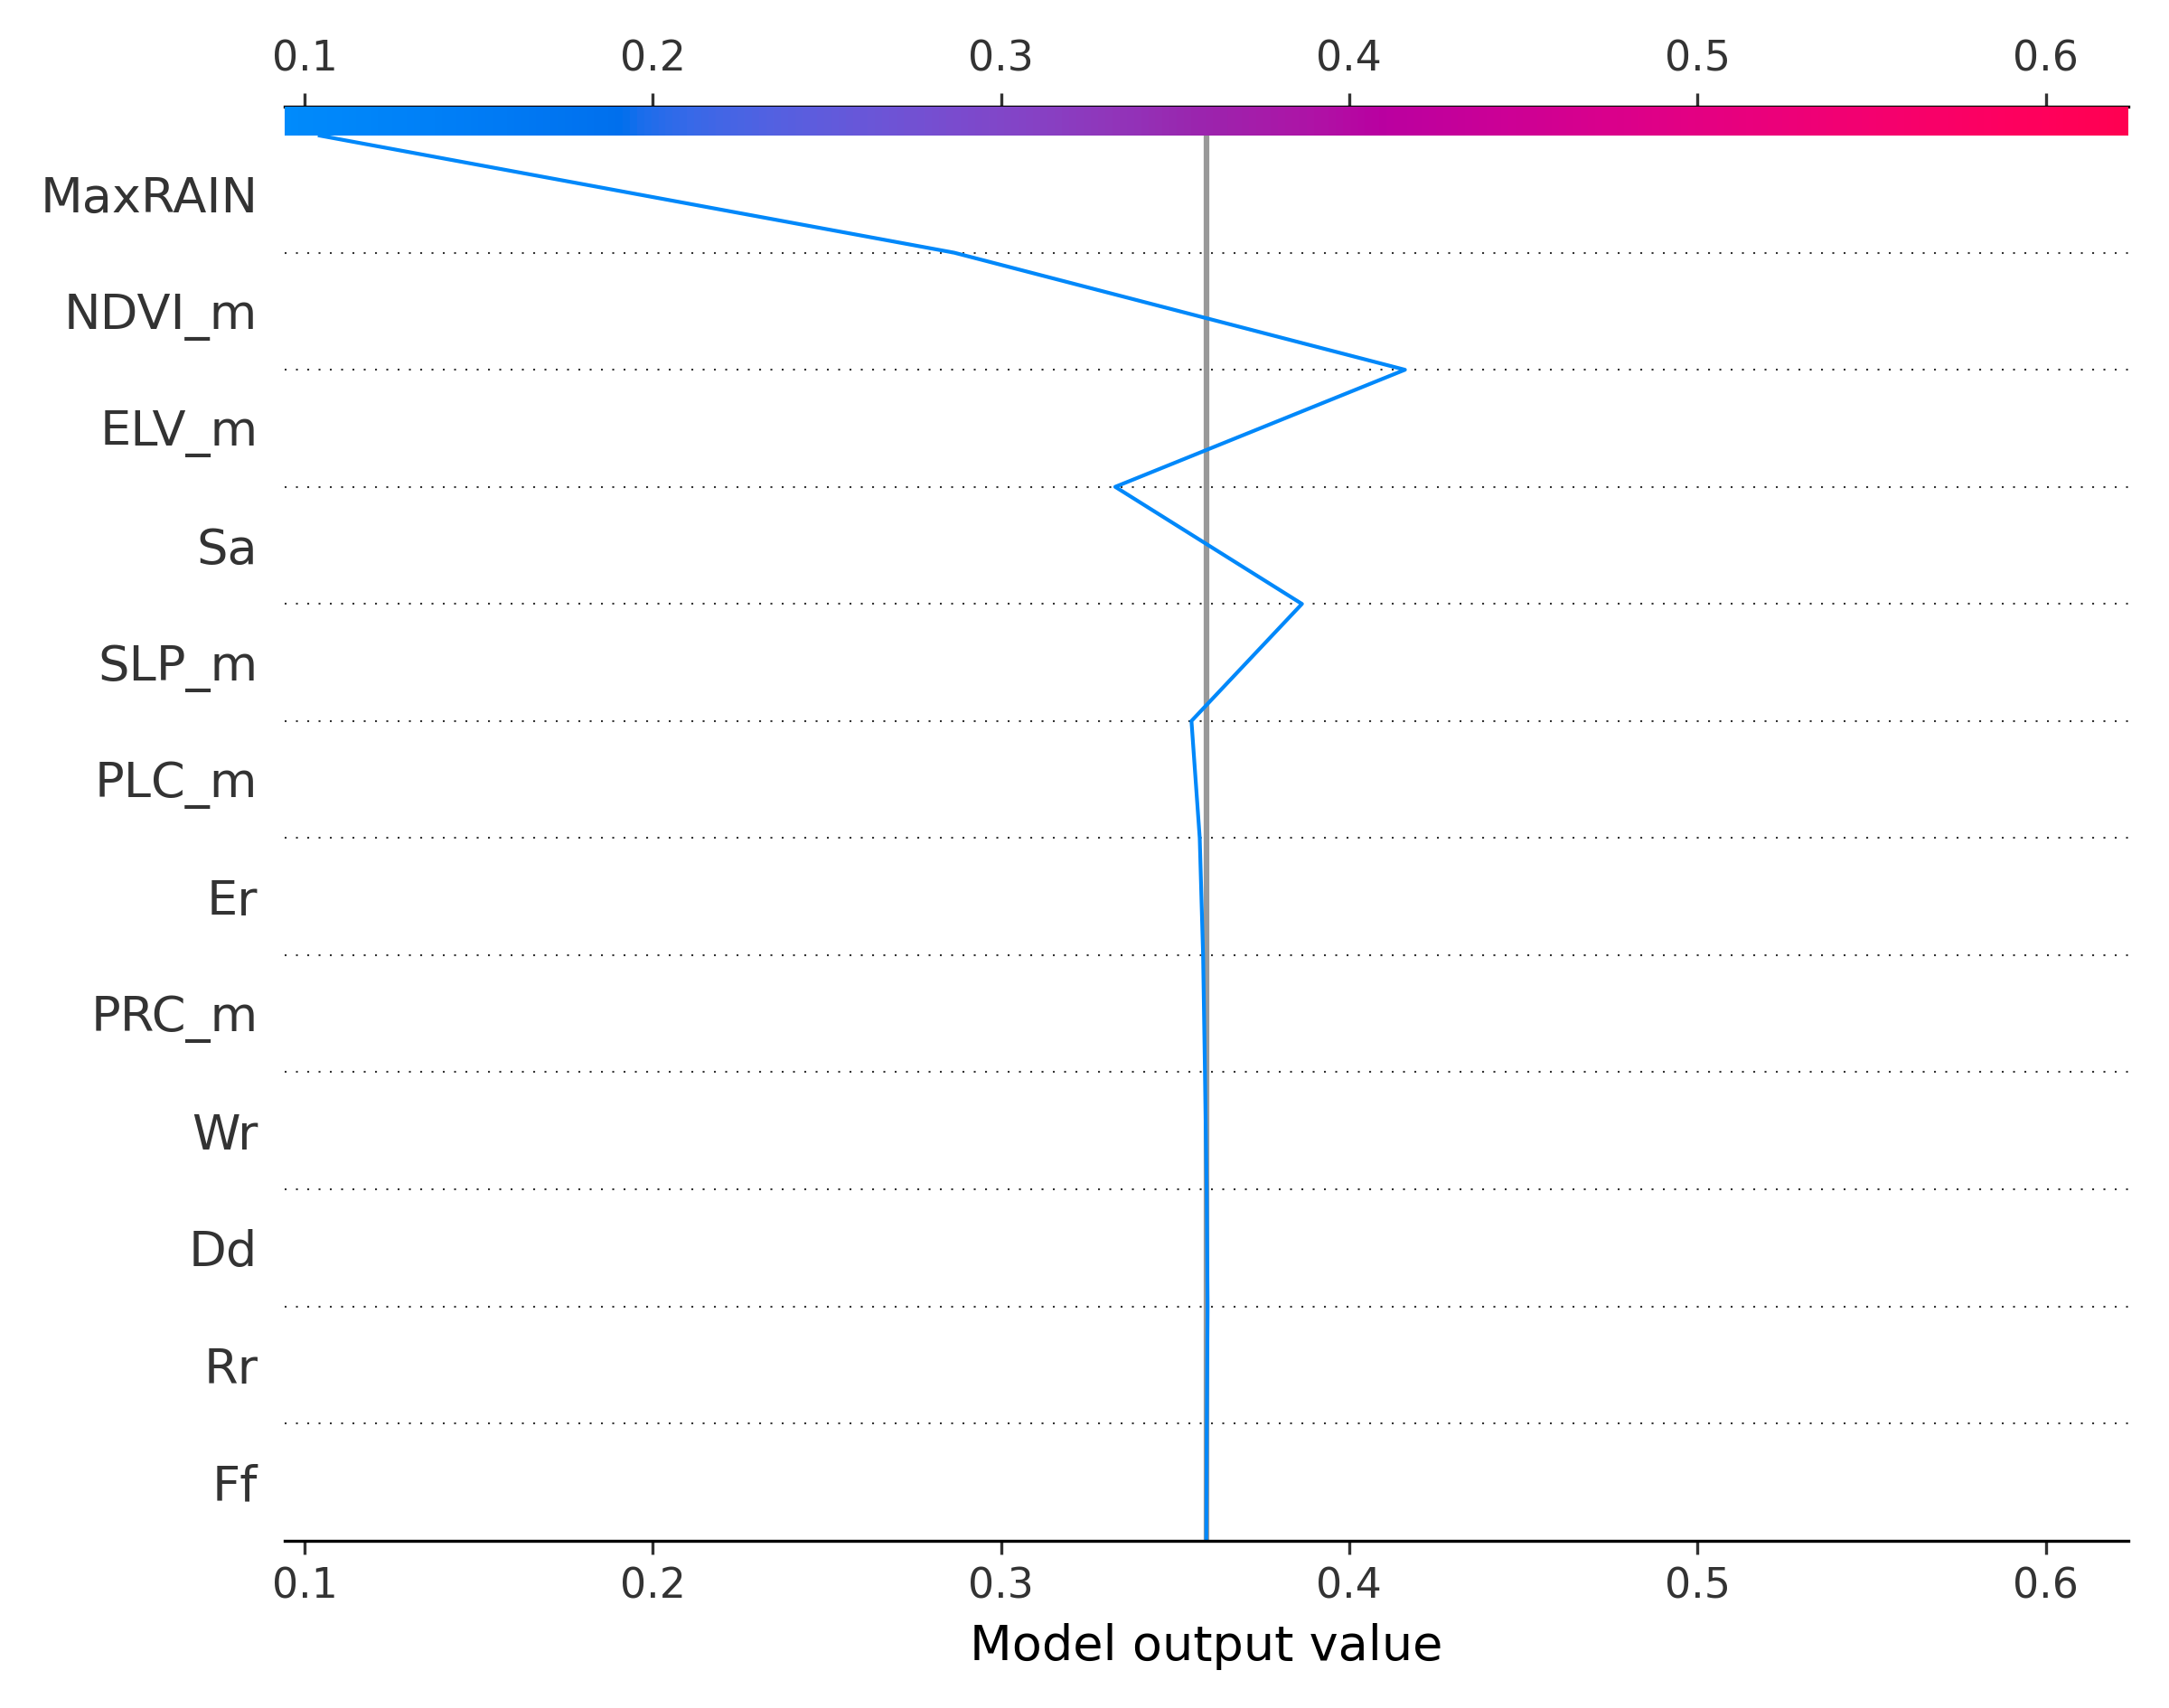 0.1 0.2 0.3 0.4 0.5 0.6
MaxRAIN
NDVI_m
ELV_m
Sa
SLP_m
PLC_m
Er
PRC_m
Wr
Dd
Rr
Ff
0.1 0.2 0.3 0.4 0.5 0.6
Model output value